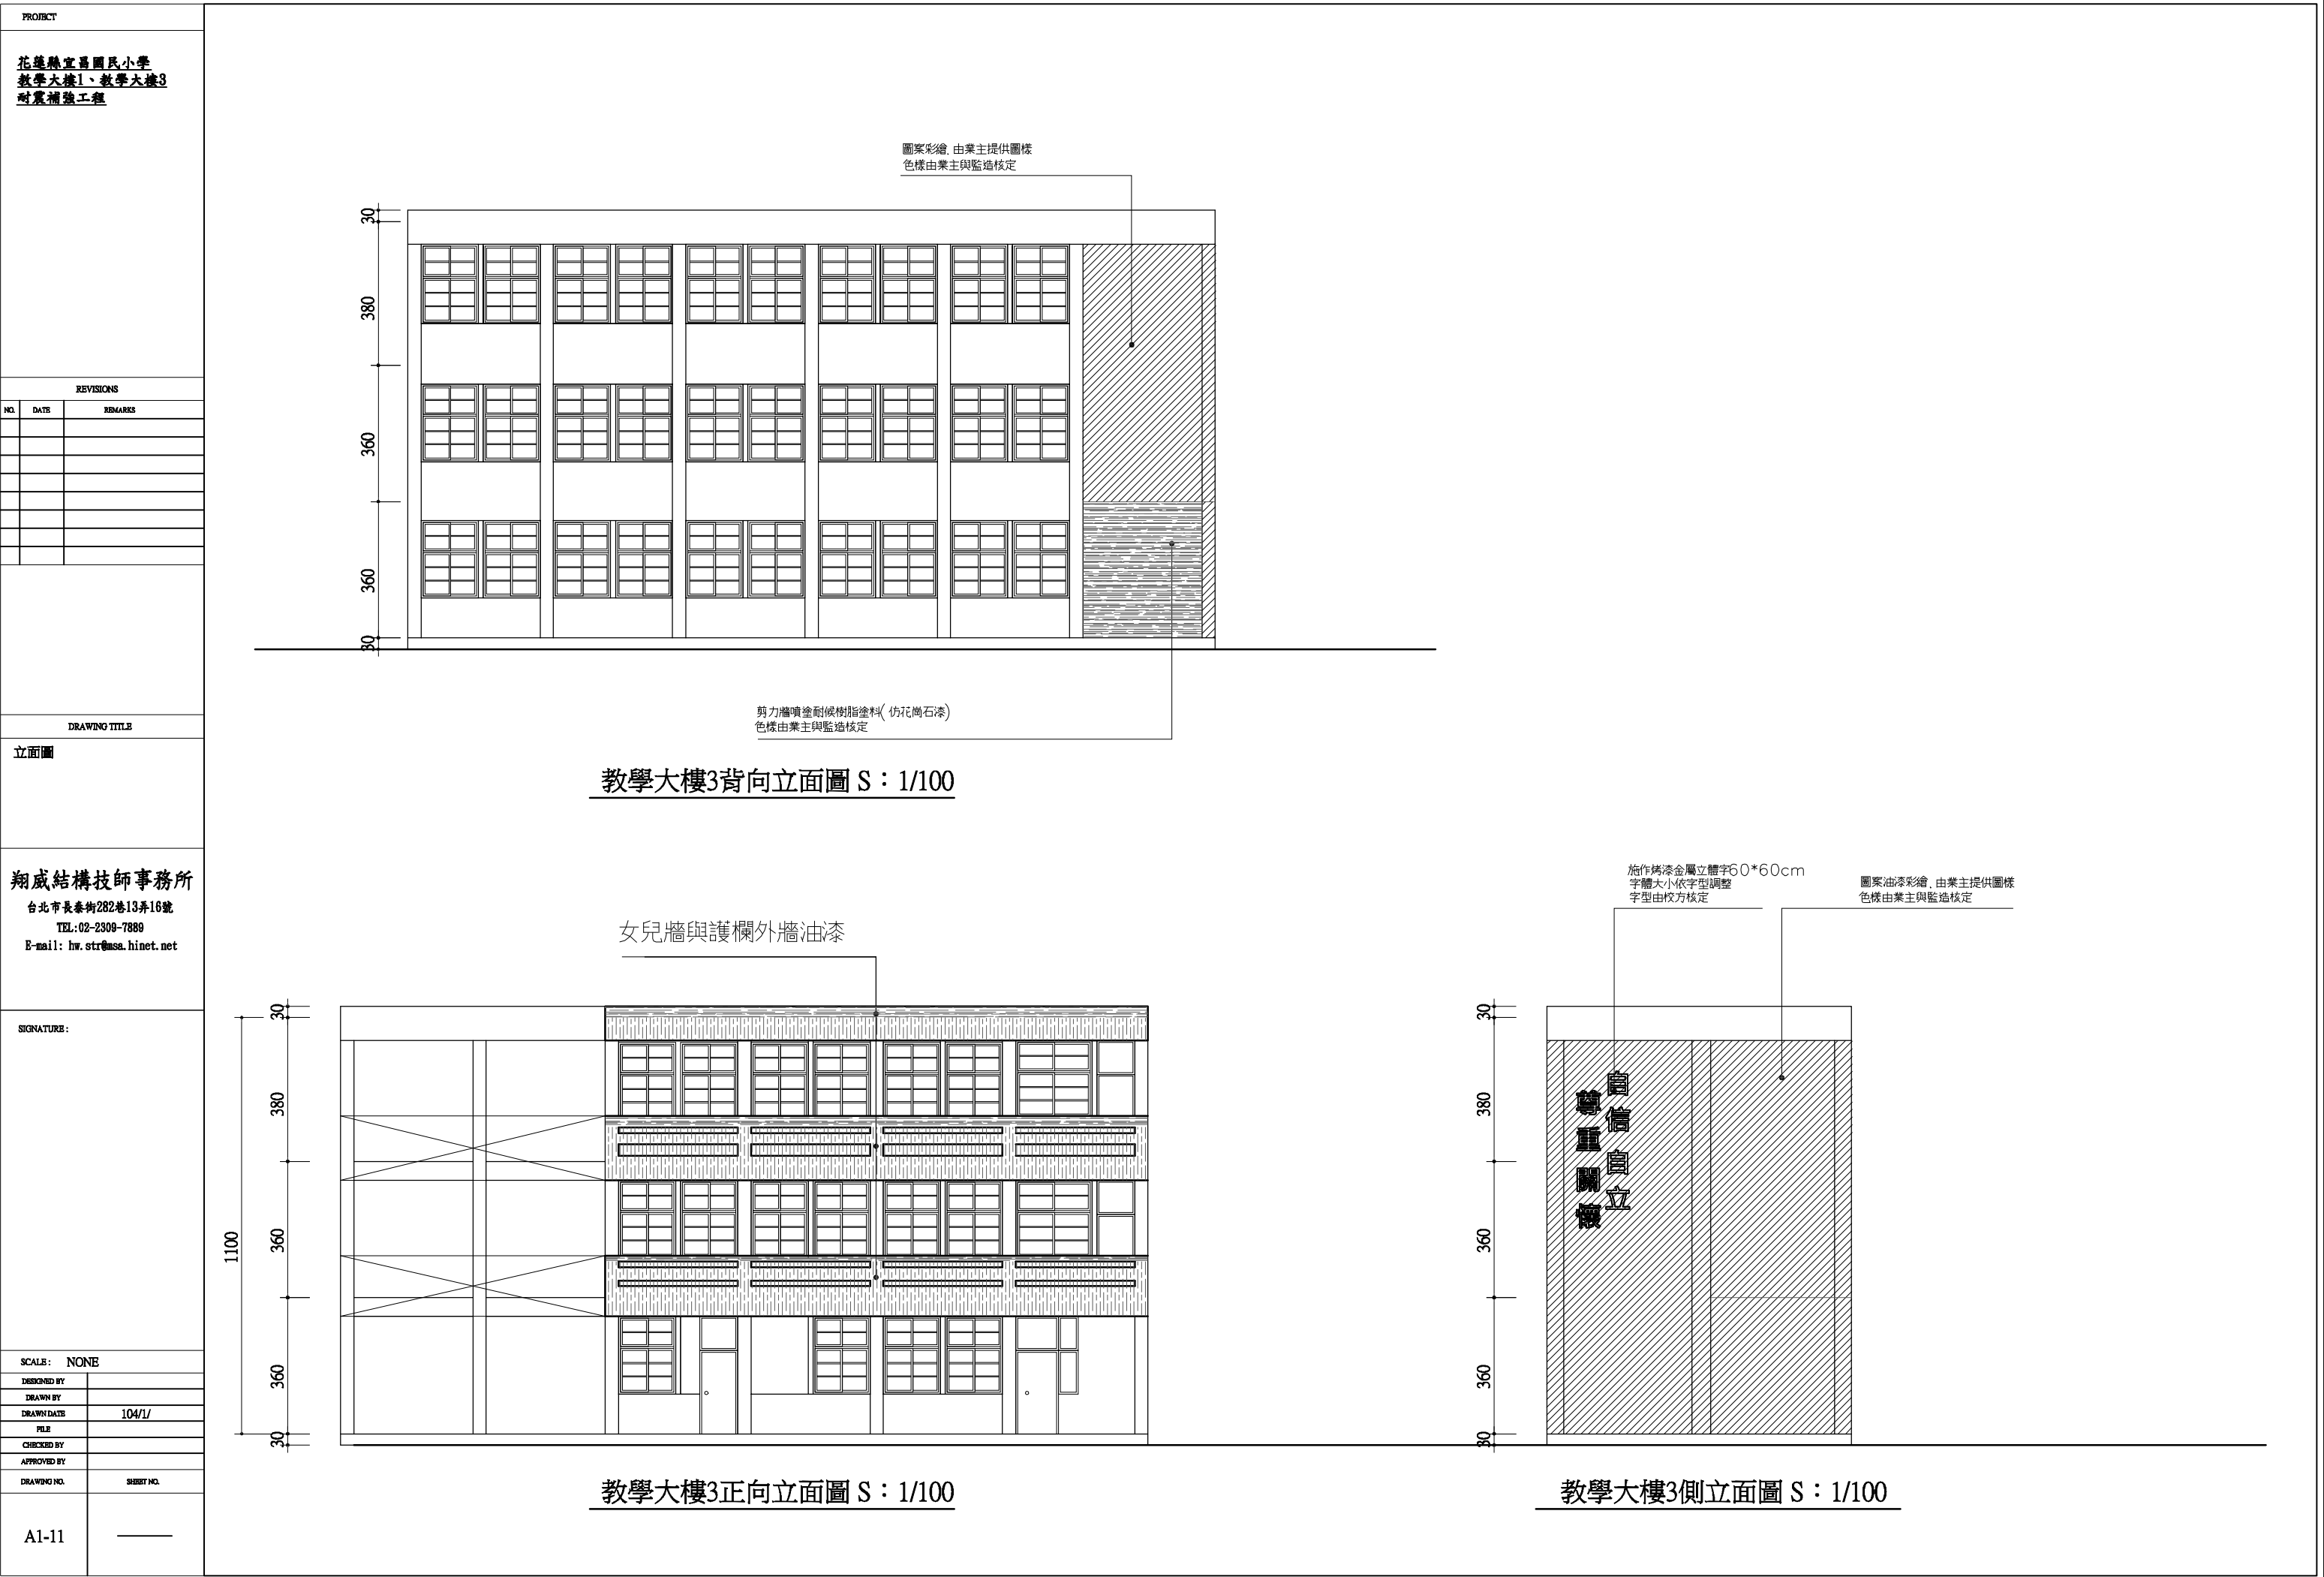 PROJECT
花蓮縣宜昌國民小學
教學大樓1、教學大樓3
耐震補強工程
REVISIONS
NO. DATE REMARKS
DRAWING TITLE
立面圖
翔威結構技師事務所
台北市長泰街282巷13弄16號
TEL:02-2309-7889
E-mail: hw.str@msa.hinet.net
SIGNATURE :
SCALE : NONE
DESIGNED BY
DRAWN BY
DRAWN DATE 104/1/
FILE
CHECKED BY
APPROVED BY
DRAWING NO. SHEET NO.
A1-11
圖案彩繪, 由業主提供圖樣
色樣由業主與監造核定
30
380
360
360
30
剪力牆噴塗耐候樹脂塗料( 仿花崗石漆)
色樣由業主與監造核定
教學大樓3背向立面圖 S：1/100
女兒牆與護欄外牆油漆
30
380
360
1100
360
30
教學大樓3正向立面圖 S：1/100
施作烤漆金屬立體字60*60cm
字體大小依字型調整
字型由校方核定
圖案油漆彩繪, 由業主提供圖樣
色樣由業主與監造核定
30
380
360
360
30
自信自立
尊重關懷
教學大樓3側立面圖 S：1/100